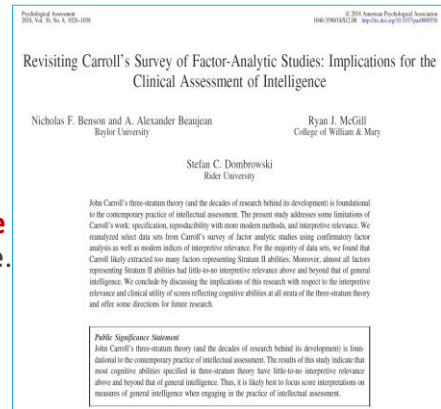 Psychological Assessment
© 2018 American Psychological Association
2018, Vol. 30, No. 8, 1028–1038
Revisiting Carroll's Survey of Factor-Analytic Studies: Implications for the
Clinical Assessment of Intelligence
Nicholas F. Benson and A. Alexander Beaujean
Baylor University
Ryan J. McGill
College of William & Mary
Stefan C. Dombrowski
Rider University
e
e.
John Carroll's three-stratum theory (and the decades of research behind its development) is foundational
to the contemporary practice of intellectual assessment. The present study addresses some limitations of
Carroll's work: specification, reproducibility with more modern methods, and interpretive relevance. We
reanalyzed select data sets from Carroll's survey of factor analytic studies using confirmatory factor
analysis as well as modern indices of interpretive relevance. For the majority of data sets, we found that
Carroll likely extracted too many factors representing Stratum II abilities. Moreover, almost all factors
representing Stratum II abilities had little-to-no interpretive relevance above and beyond that of general
intelligence. We conclude by discussing the implications of this research with respect to the interpretive
relevance and clinical utility of scores reflecting cognitive abilities at all strata of the three-stratum theory
and offer some directions for future research.
Public Significance Statement
John Carroll's three-stratum theory (and the decades of research behind its development) is foun-
dational to the contemporary practice of intellectual assessment. The results of this study indicate that
most cognitive abilities specified in three-stratum theory have little-to-no interpretive relevance
above and beyond that of general intelligence. Thus, it is likely best to focus score interpretations on
measures of general intelligence when engaging in the practice of intellectual assessment.